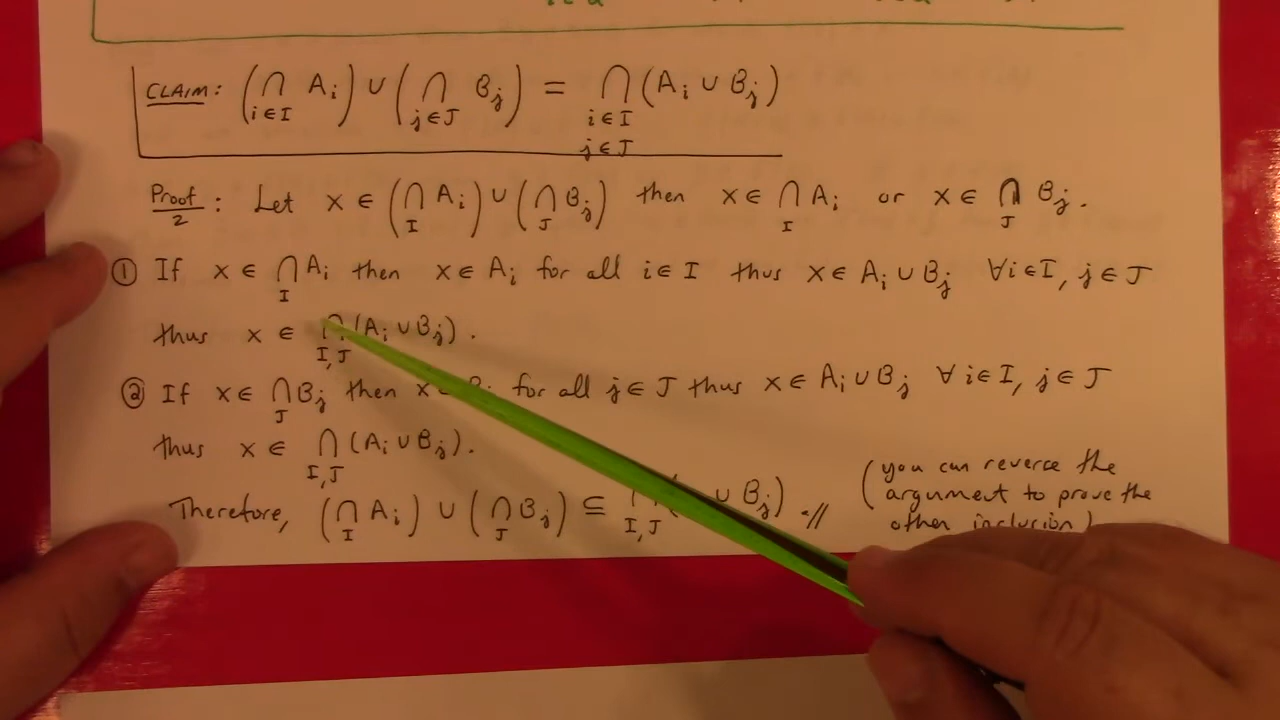 CLAIM: (⋂_{i∈I} A_i) ∪ (⋂_{j∈J} B_j) = ⋂_{i∈I, j∈J} (A_i ∪ B_j)
Proof/2: Let x ∈ (⋂_I A_i) ∪ (⋂_J B_j) then x ∈ ⋂_I A_i or x ∈ ⋂_J B_j.
① If x ∈ ⋂_I A_i then x ∈ A_i for all i ∈ I thus x ∈ A_i ∪ B_j ∀i∈I, j∈J
thus x ∈ ⋂_{I,J} (A_i ∪ B_j).
② If x ∈ ⋂_J B_j then x for all j ∈ J thus x ∈ A_i ∪ B_j ∀i∈I, j∈J
thus x ∈ ⋂_{I,J} (A_i ∪ B_j).
Therefore, (⋂_I A_i) ∪ (⋂_J B_j) ⊆ _{I,J} ( ∪ B_j) .//
(you can reverse the
argument to prove the
other inclusion)